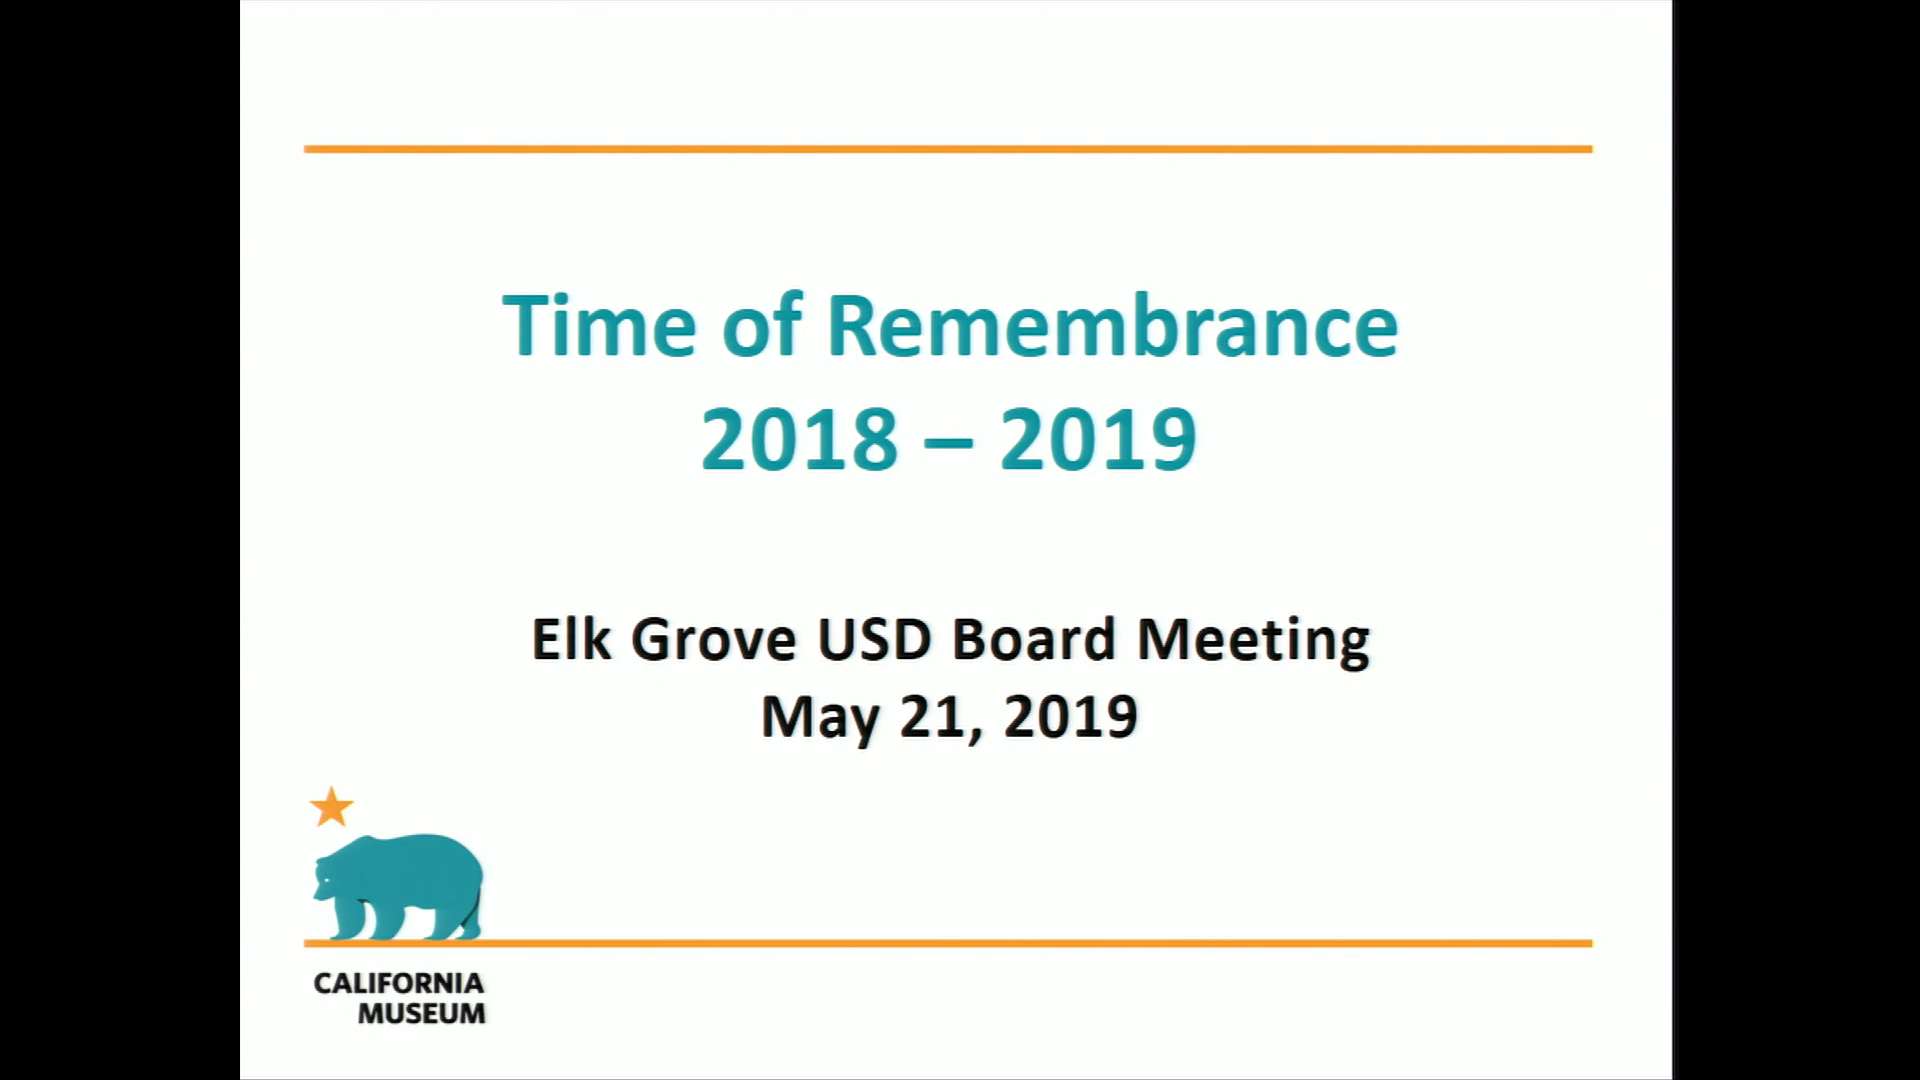 Time of Remembrance
2018 – 2019
Elk Grove USD Board Meeting
May 21, 2019
CALIFORNIA
MUSEUM